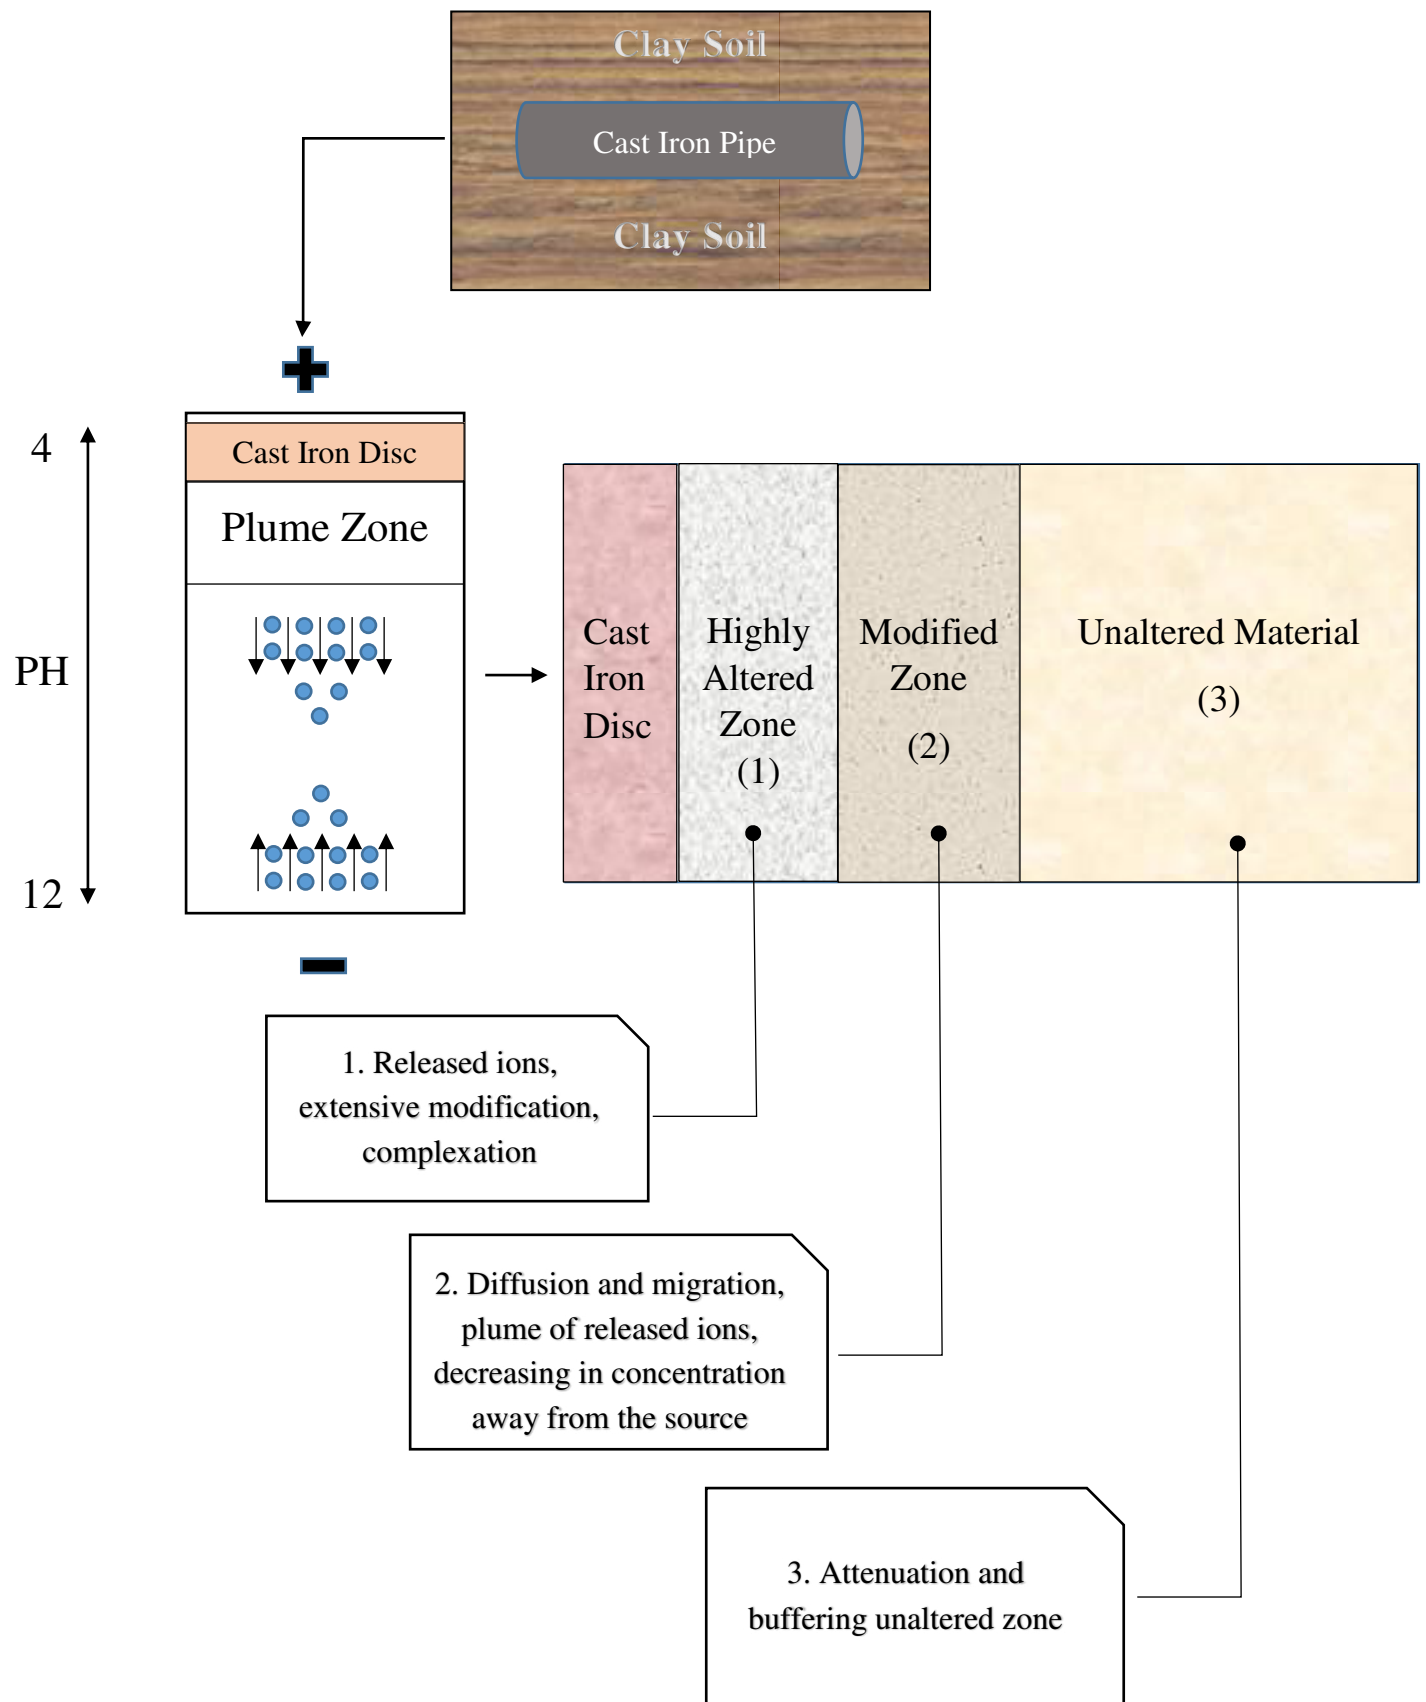 Clay Soil
Cast Iron Pipe
Clay Soil
4
PH
12
Cast Iron Disc
Plume Zone
Cast
Iron
Disc
Highly
Altered
Zone
(1)
Modified
Zone
(2)
Unaltered Material
(3)
1. Released ions,
extensive modification,
complexation
2. Diffusion and migration,
plume of released ions,
decreasing in concentration
away from the source
3. Attenuation and
buffering unaltered zone